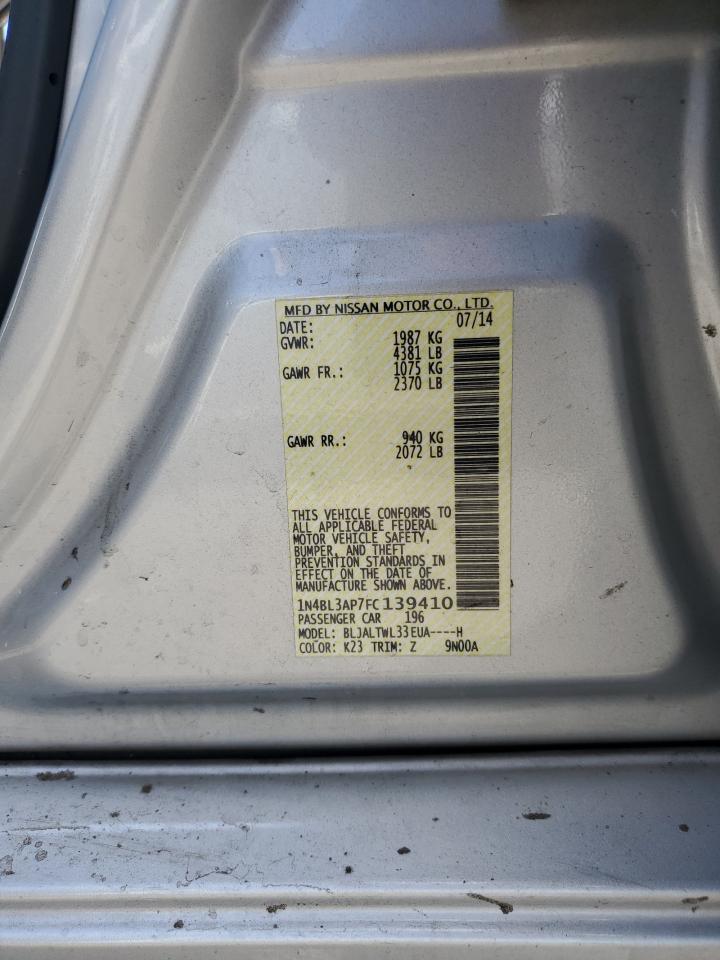 MFD BY NISSAN MOTOR CO., LTD.
DATE: 07/14
GVWR: 1987 KG
4381 LB
GAWR FR.: 1075 KG
2370 LB
GAWR RR.: 940 KG
2072 LB
THIS VEHICLE CONFORMS TO
ALL APPLICABLE FEDERAL
MOTOR VEHICLE SAFETY,
BUMPER, AND THEFT
PREVENTION STANDARDS IN
EFFECT ON THE DATE OF
MANUFACTURE SHOWN ABOVE.
1N4BL3AP7FC139410
PASSENGER CAR 196
MODEL: BLJALTWL33EUA----H
COLOR: K23 TRIM: Z 9N00A